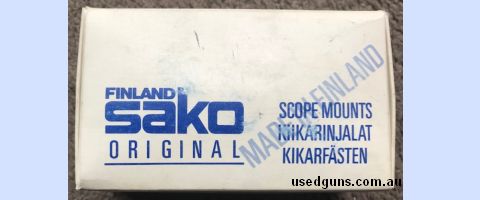 FINLAND
sako
ORIGINAL
MADE IN FINLAND
SCOPE MOUNTS
KIIKARINJALAT
KIKARFÄSTEN
usedguns.com.au